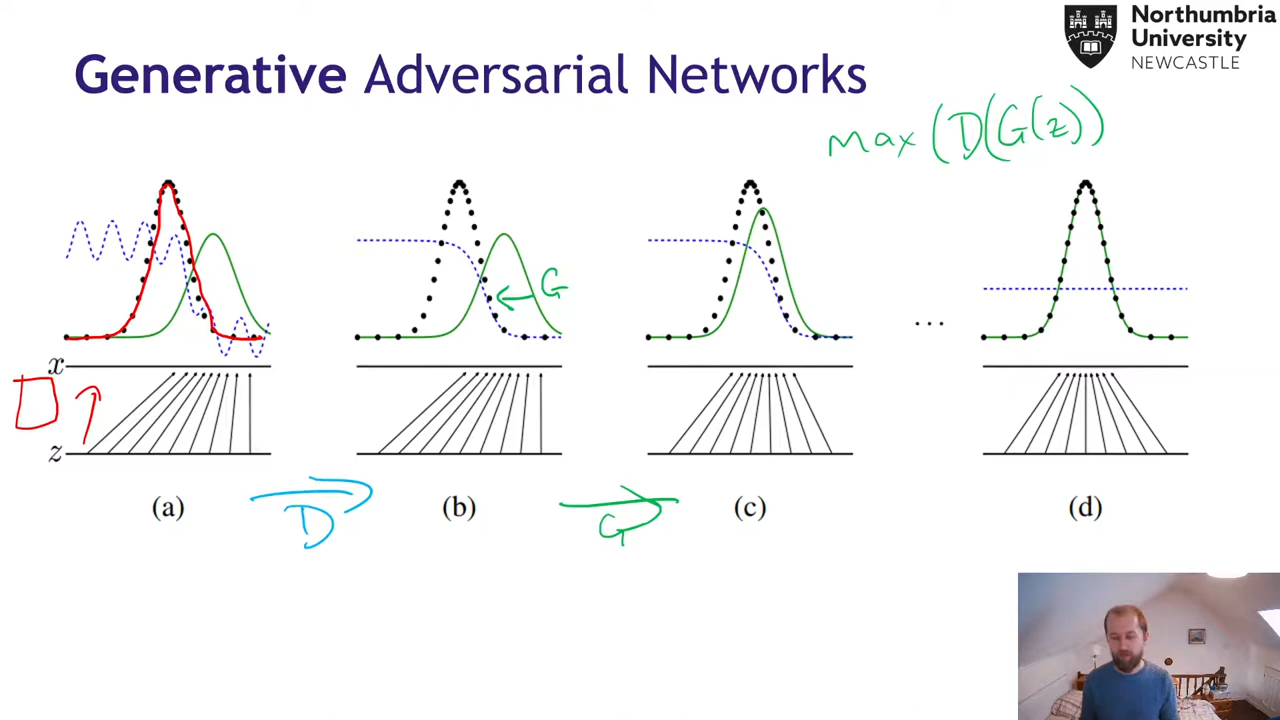 Northumbria
University
NEWCASTLE
Generative Adversarial Networks
max (D(G(z))
G
x
z
(a)
(b)
(c)
(d)
...
D
G